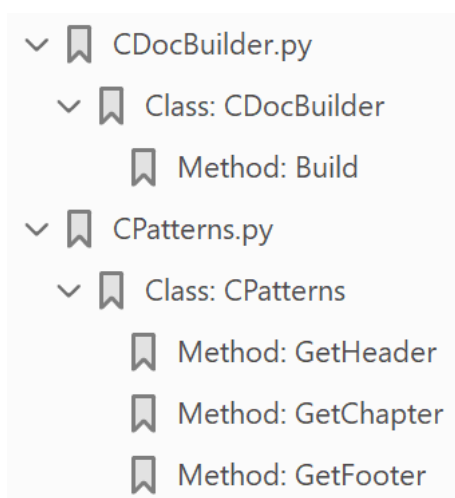 CDocBuilder.py
Class: CDocBuilder
Method: Build
CPatterns.py
Class: CPatterns
Method: GetHeader
Method: GetChapter
Method: GetFooter